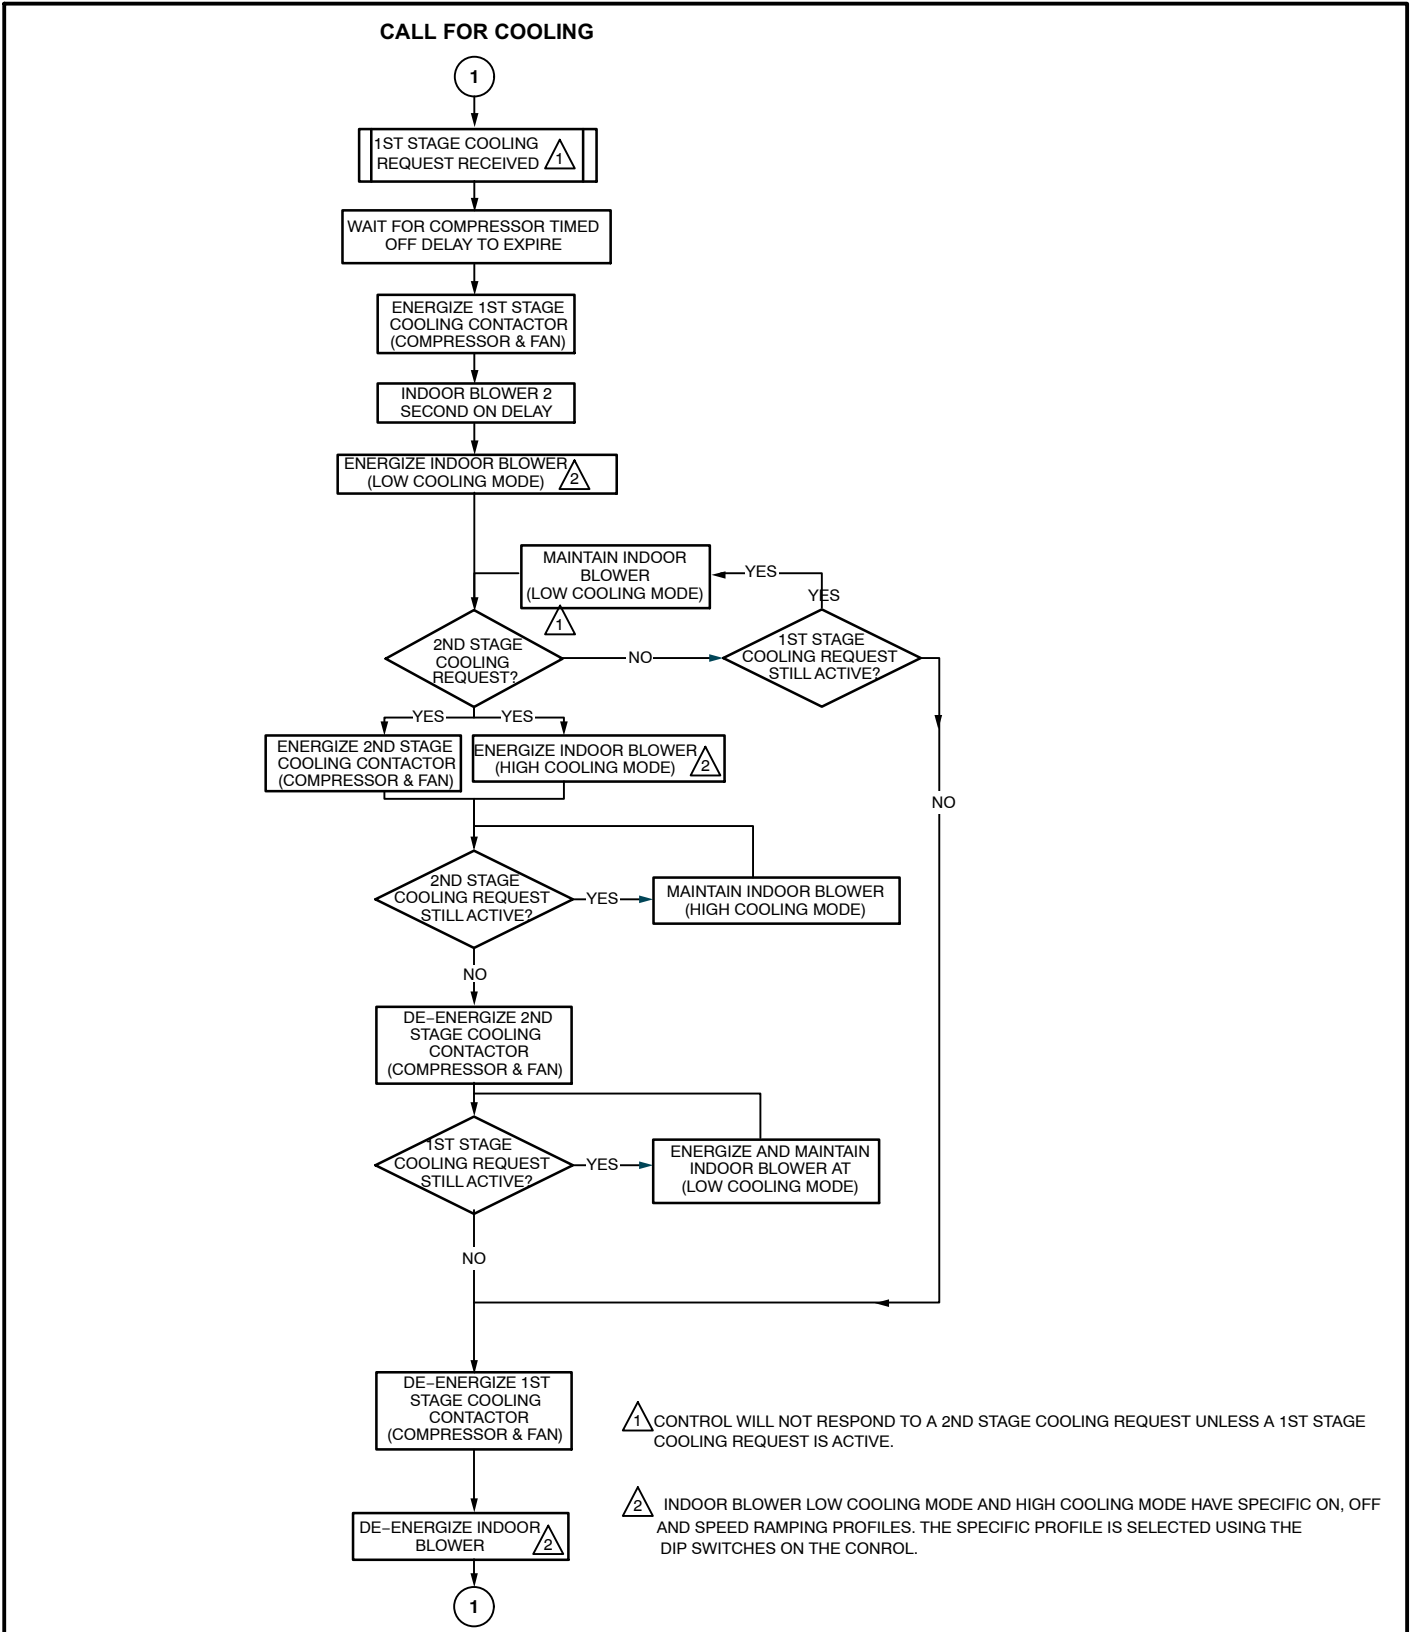 CALL FOR COOLING
1
1ST STAGE COOLING
REQUEST RECEIVED 1
WAIT FOR COMPRESSOR TIMED
OFF DELAY TO EXPIRE
ENERGIZE 1ST STAGE
COOLING CONTACTOR
(COMPRESSOR & FAN)
INDOOR BLOWER 2
SECOND ON DELAY
ENERGIZE INDOOR BLOWER
(LOW COOLING MODE) 2
MAINTAIN INDOOR
BLOWER
(LOW COOLING MODE)
1
YES
YES
2ND STAGE
COOLING
REQUEST?
NO
1ST STAGE
COOLING REQUEST
STILL ACTIVE?
YES
YES
ENERGIZE 2ND STAGE
COOLING CONTACTOR
(COMPRESSOR & FAN)
ENERGIZE INDOOR BLOWER
(HIGH COOLING MODE) 2
NO
2ND STAGE
COOLING REQUEST
STILL ACTIVE?
YES
MAINTAIN INDOOR BLOWER
(HIGH COOLING MODE)
NO
DE–ENERGIZE 2ND
STAGE COOLING
CONTACTOR
(COMPRESSOR & FAN)
1ST STAGE
COOLING REQUEST
STILL ACTIVE?
YES
ENERGIZE AND MAINTAIN
INDOOR BLOWER AT
(LOW COOLING MODE)
NO
DE–ENERGIZE 1ST
STAGE COOLING
CONTACTOR
(COMPRESSOR & FAN)
1 CONTROL WILL NOT RESPOND TO A 2ND STAGE COOLING REQUEST UNLESS A 1ST STAGE
COOLING REQUEST IS ACTIVE.
2 INDOOR BLOWER LOW COOLING MODE AND HIGH COOLING MODE HAVE SPECIFIC ON, OFF
AND SPEED RAMPING PROFILES. THE SPECIFIC PROFILE IS SELECTED USING THE
DIP SWITCHES ON THE CONROL.
DE–ENERGIZE INDOOR
BLOWER 2
1